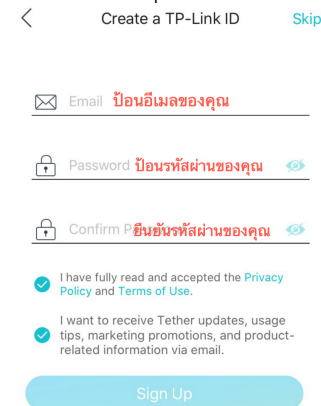 Create a TP-Link ID Skip
Email ป้อนอีเมลของคุณ
Password ป้อนรหัสผ่านของคุณ
Confirm ยืนยันรหัสผ่านของคุณ
I have fully read and accepted the Privacy
Policy and Terms of Use.
I want to receive Tether updates, usage
tips, marketing promotions, and product-
related information via email.
Sign Up